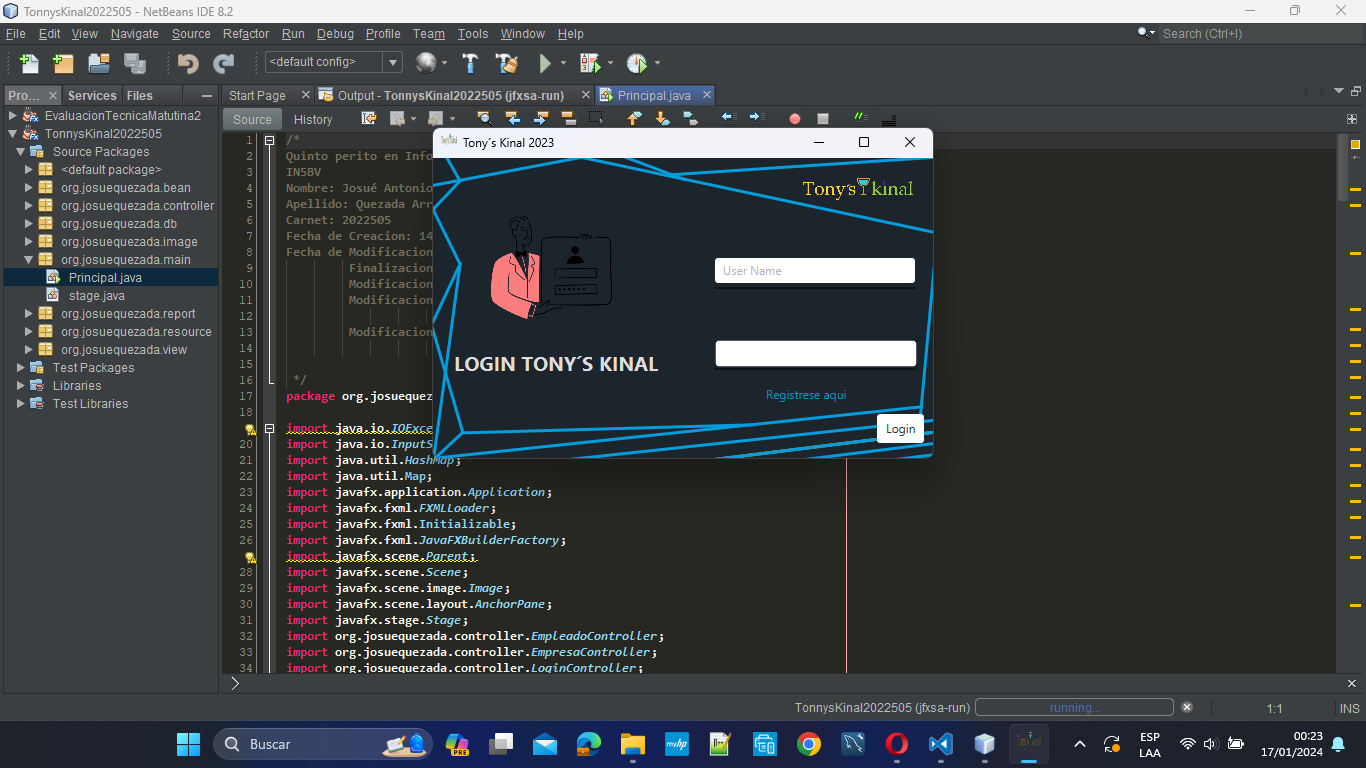 TonnysKinal2022505 - NetBeans IDE 8.2
File Edit View Navigate Source Refactor Run Debug Profile Team Tools Window Help
Search (Ctrl+I)
<default config>
Pro... Services Files
Start Page
Output - TonnysKinal2022505 (jfxsa-run)
Principal.java
EvaluacionTecnicaMatutina2
TonnysKinal2022505
Source Packages
<default package>
org.josuequezada.bean
org.josuequezada.controller
org.josuequezada.db
org.josuequezada.image
org.josuequezada.main
Principal.java
stage.java
org.josuequezada.report
org.josuequezada.resource
org.josuequezada.view
Test Packages
Libraries
Test Libraries
Source History
1 /*
2 Quinto perito en Info
3 IN5BV
4 Nombre: Josué Antonio
5 Apellido: Quezada Arr
6 Carnet: 2022505
7 Fecha de Creacion: 14
8 Fecha de Modificacion
9 Finalizacion
10 Modificacion
11 Modificacion
12
13 Modificacion
14
15
16 */
17 package org.josuequez
18
import java.io.IOExce
20 import java.io.InputS
21 import java.util.HashMap;
22 import java.util.Map;
23 import javafx.application.Application;
24 import javafx.fxml.FXMLLoader;
25 import javafx.fxml.Initializable;
26 import javafx.fxml.JavaFXBuilderFactory;
import javafx.scene.Parent;
28 import javafx.scene.Scene;
29 import javafx.scene.image.Image;
30 import javafx.scene.layout.AnchorPane;
31 import javafx.stage.Stage;
32 import org.josuequezada.controller.EmpleadoController;
33 import org.josuequezada.controller.EmpresaController;
34 import org.josuequezada.controller.LoginController;
Tony´s Kinal 2023
Tony's kinal
User Name
LOGIN TONY´S KINAL
Registrese aqui
Login
TonnysKinal2022505 (jfxsa-run)
running...
1:1
INS
Buscar
PRE
myhp
ESP
LAA
00:23
17/01/2024